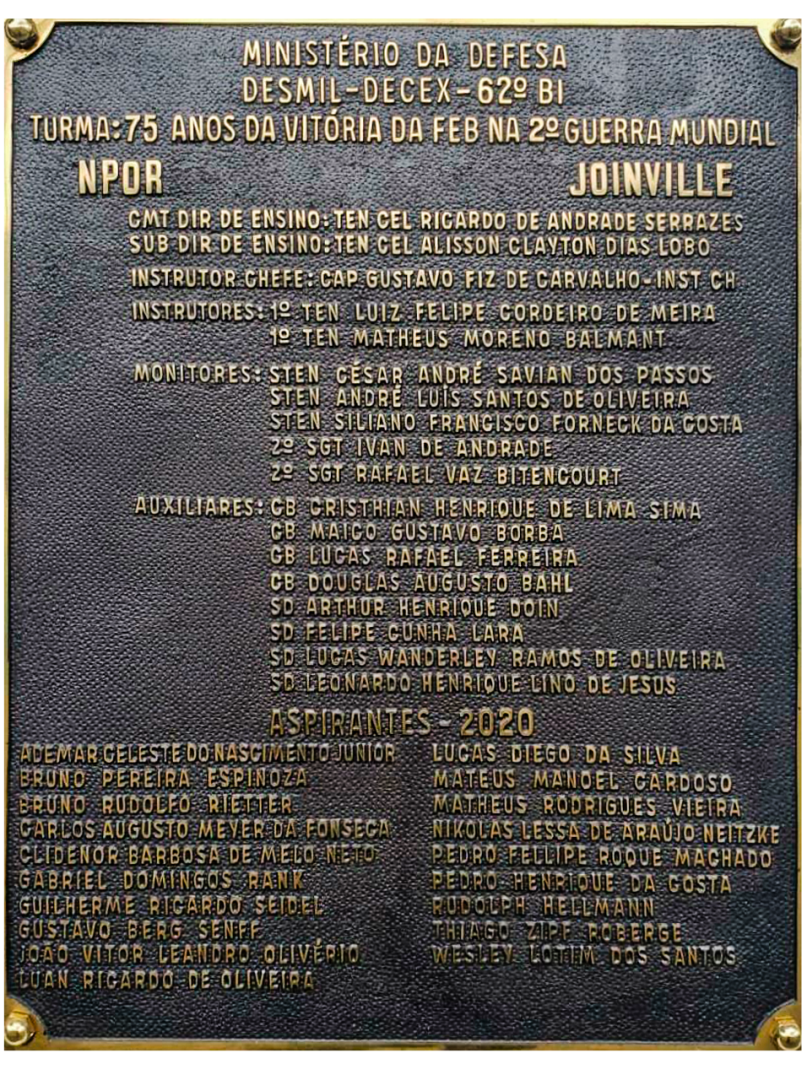 MINISTÉRIO DA DEFESA
DESMIL-DECEX-62º BI
TURMA:75 ANOS DA VITÓRIA DA FEB NA 2º GUERRA MUNDIAL
NPOR JOINVILLE
CMT DIR DE ENSINO: TEN CEL RICARDO DE ANDRADE SERRAZES
SUB DIR DE ENSINO: TEN CEL ALISSON CLAYTON DIAS LOBO
INSTRUTOR CHEFE: CAP GUSTAVO FIZ DE CARVALHO-INST CH
INSTRUTORES: 1º TEN LUIZ FELIPE CORDEIRO DE MEIRA
1º TEN MATHEUS MORENO BALMANT
MONITORES: STEN CÉSAR ANDRÉ SAVIAN DOS PASSOS
STEN ANDRÉ LUÍS SANTOS DE OLIVEIRA
STEN SILIANO FRANCISCO FORNECK DA COSTA
2º SGT IVAN DE ANDRADE
2º SGT RAFAEL VAZ BITENCOURT
AUXILIARES: CB CRISTHIAN HENRIQUE DE LIMA SIMA
CB MAICO GUSTAVO BORBA
CB LUCAS RAFAEL FERREIRA
CB DOUGLAS AUGUSTO BAHL
SD ARTHUR HENRIQUE DOIN
SD FELIPE CUNHA LARA
SD LUCAS WANDERLEY RAMOS DE OLIVEIRA
SD LEONARDO HENRIQUE LINO DE JESUS
ASPIRANTES - 2020
ADEMAR CELESTE DO NASCIMENTO JUNIOR
BRUNO PEREIRA ESPINOZA
BRUNO RUDOLFO RIETTER
CARLOS AUGUSTO MEYER DA FONSECA
CLIDENOR BARBOSA DE MELO NETO
GABRIEL DOMINGOS RANK
GUILHERME RICARDO SEIDEL
GUSTAVO BERG SENFF
JOÃO VITOR LEANDRO OLIVÉRIO
LUAN RICARDO DE OLIVEIRA
LUCAS DIEGO DA SILVA
MATEUS MANOEL CARDOSO
MATHEUS RODRIGUES VIEIRA
NIKOLAS LESSA DE ARAÚJO NEITZKE
PEDRO FELLIPE ROQUE MACHADO
PEDRO HENRIQUE DA COSTA
RUDOLPH HELLMANN
THIAGO ZIPF ROBERGE
WESLEY LOTIM DOS SANTOS